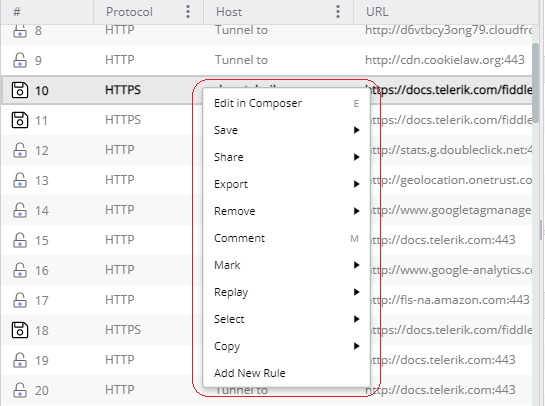 # Protocol Host URL
8 HTTP Tunnel to http://d6vtbcy3ong79.cloudfro
9 HTTP Tunnel to http://cdn.cookielaw.org:443
10 HTTPS https://docs.telerik.com/fiddle
11 HTTPS https://docs.telerik.com/fiddle
12 HTTP http://stats.g.doubleclick.net:4
13 HTTP http://geolocation.onetrust.co
14 HTTP http://www.googletagmanage
15 HTTP http://docs.telerik.com:443
16 HTTP http://www.google-analytics.c
17 HTTP http://fls-na.amazon.com:443
18 HTTPS https://docs.telerik.com/fiddle
19 HTTP http://docs.telerik.com:443
20 HTTP Tunnel to http://docs.telerik.com:443
Edit in Composer E
Save
Share
Export
Remove
Comment M
Mark
Replay
Select
Copy
Add New Rule